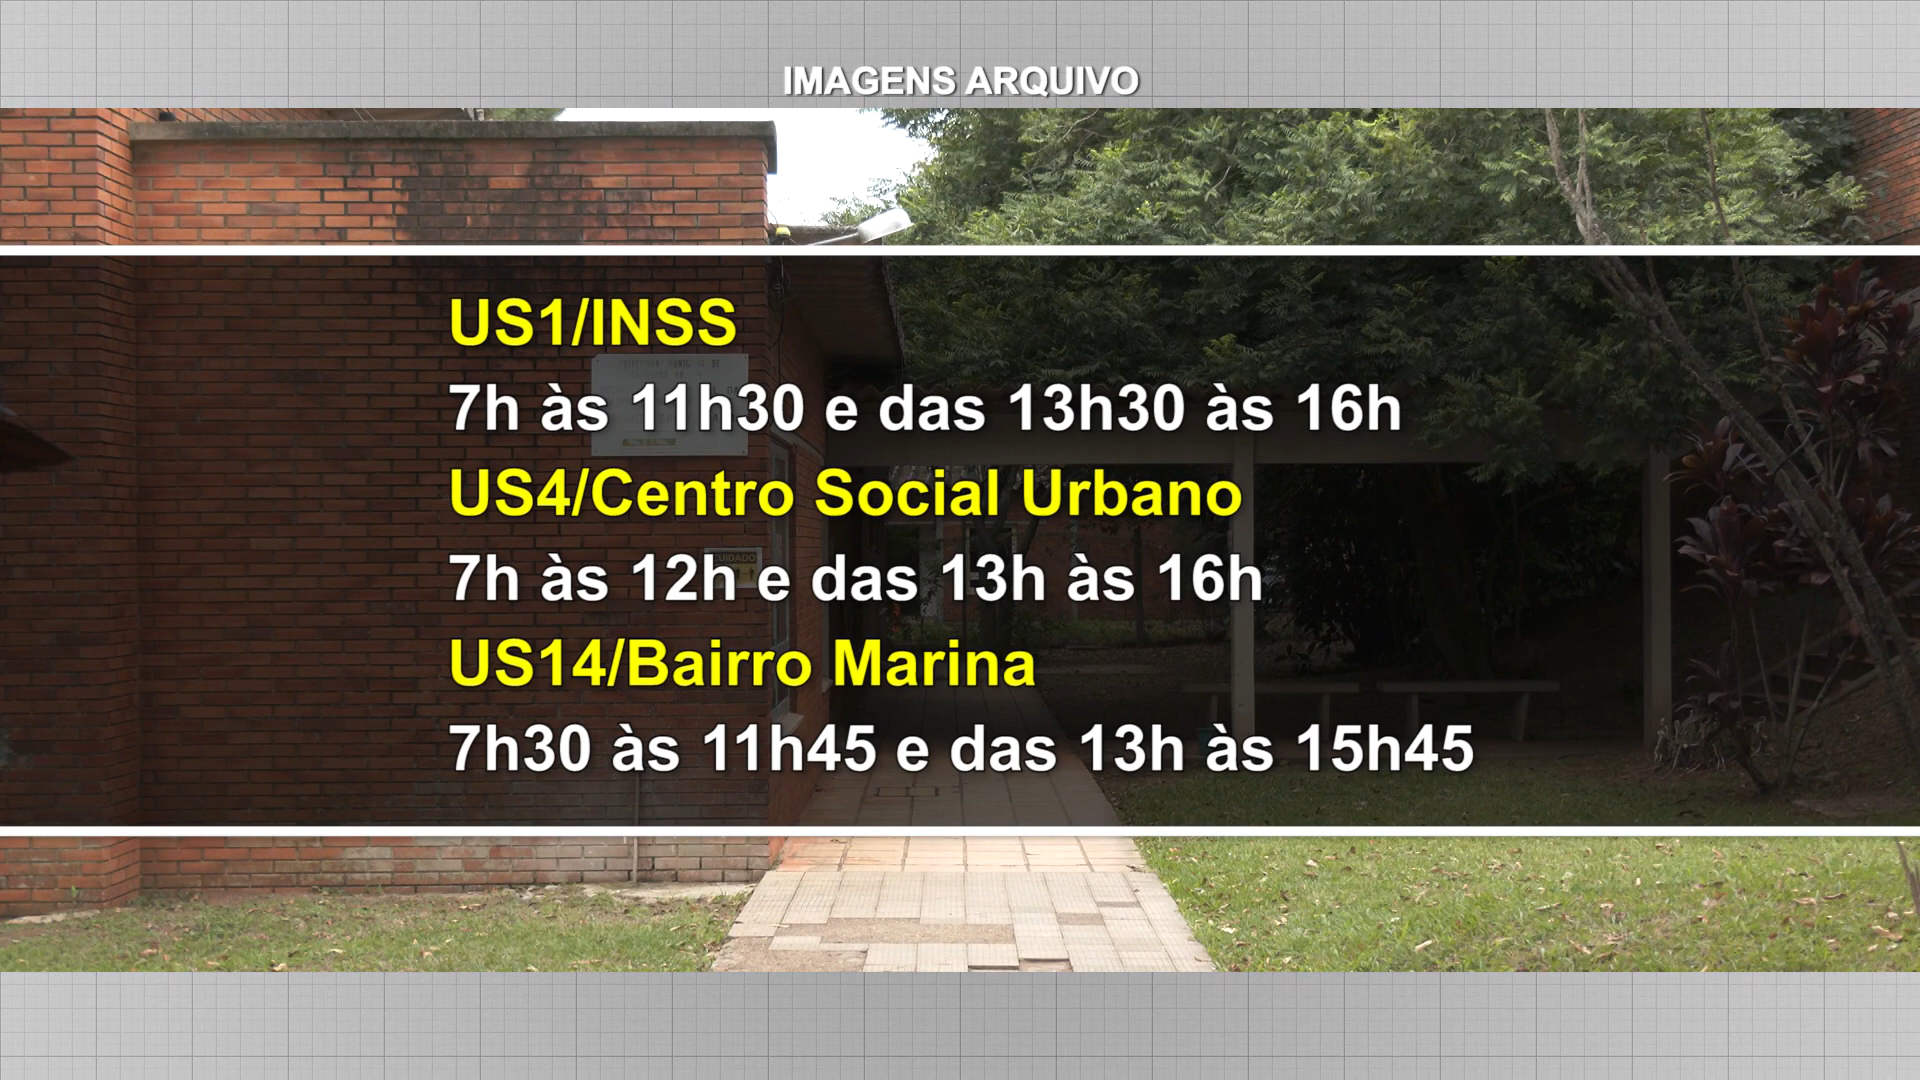 IMAGENS ARQUIVO
US1/INSS
7h às 11h30 e das 13h30 às 16h
US4/Centro Social Urbano
7h às 12h e das 13h às 16h
US14/Bairro Marina
7h30 às 11h45 e das 13h às 15h45
CUIDADO